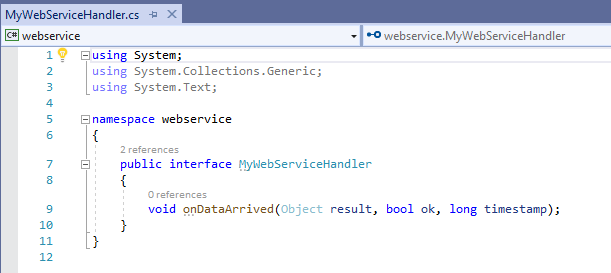 MyWebServiceHandler.cs
webservice webservice.MyWebServiceHandler
1 using System;
2 using System.Collections.Generic;
3 using System.Text;
4
5 namespace webservice
6 {
2 references
7 public interface MyWebServiceHandler
8 {
0 references
9 void onDataArrived(Object result, bool ok, long timestamp);
10 }
11 }
12